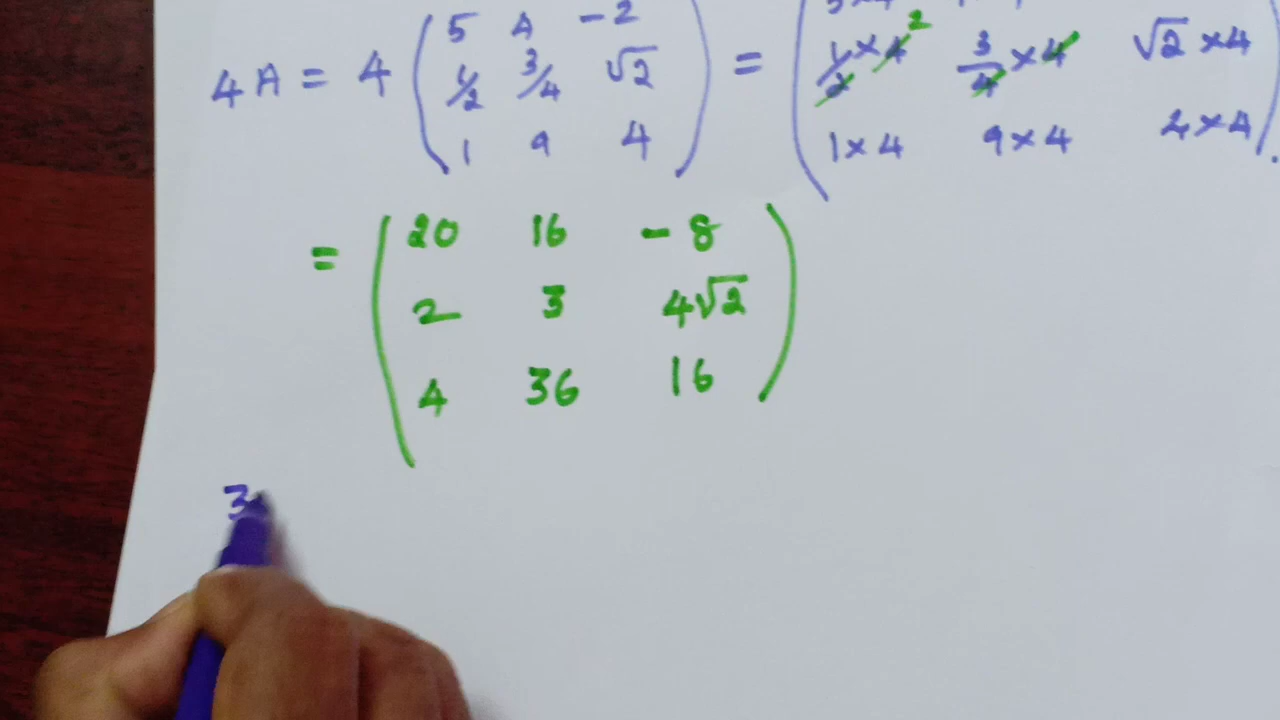 5 4 -2
4A = 4 ( 1/2 3/4 √2 ) = ( 1/2 × 4 2 3/4 × 4 √2 × 4 )
1 9 4 1 × 4 9 × 4 4 × 4 .
= ( 20 16 -8
2 3 4√2
4 36 16 )
3